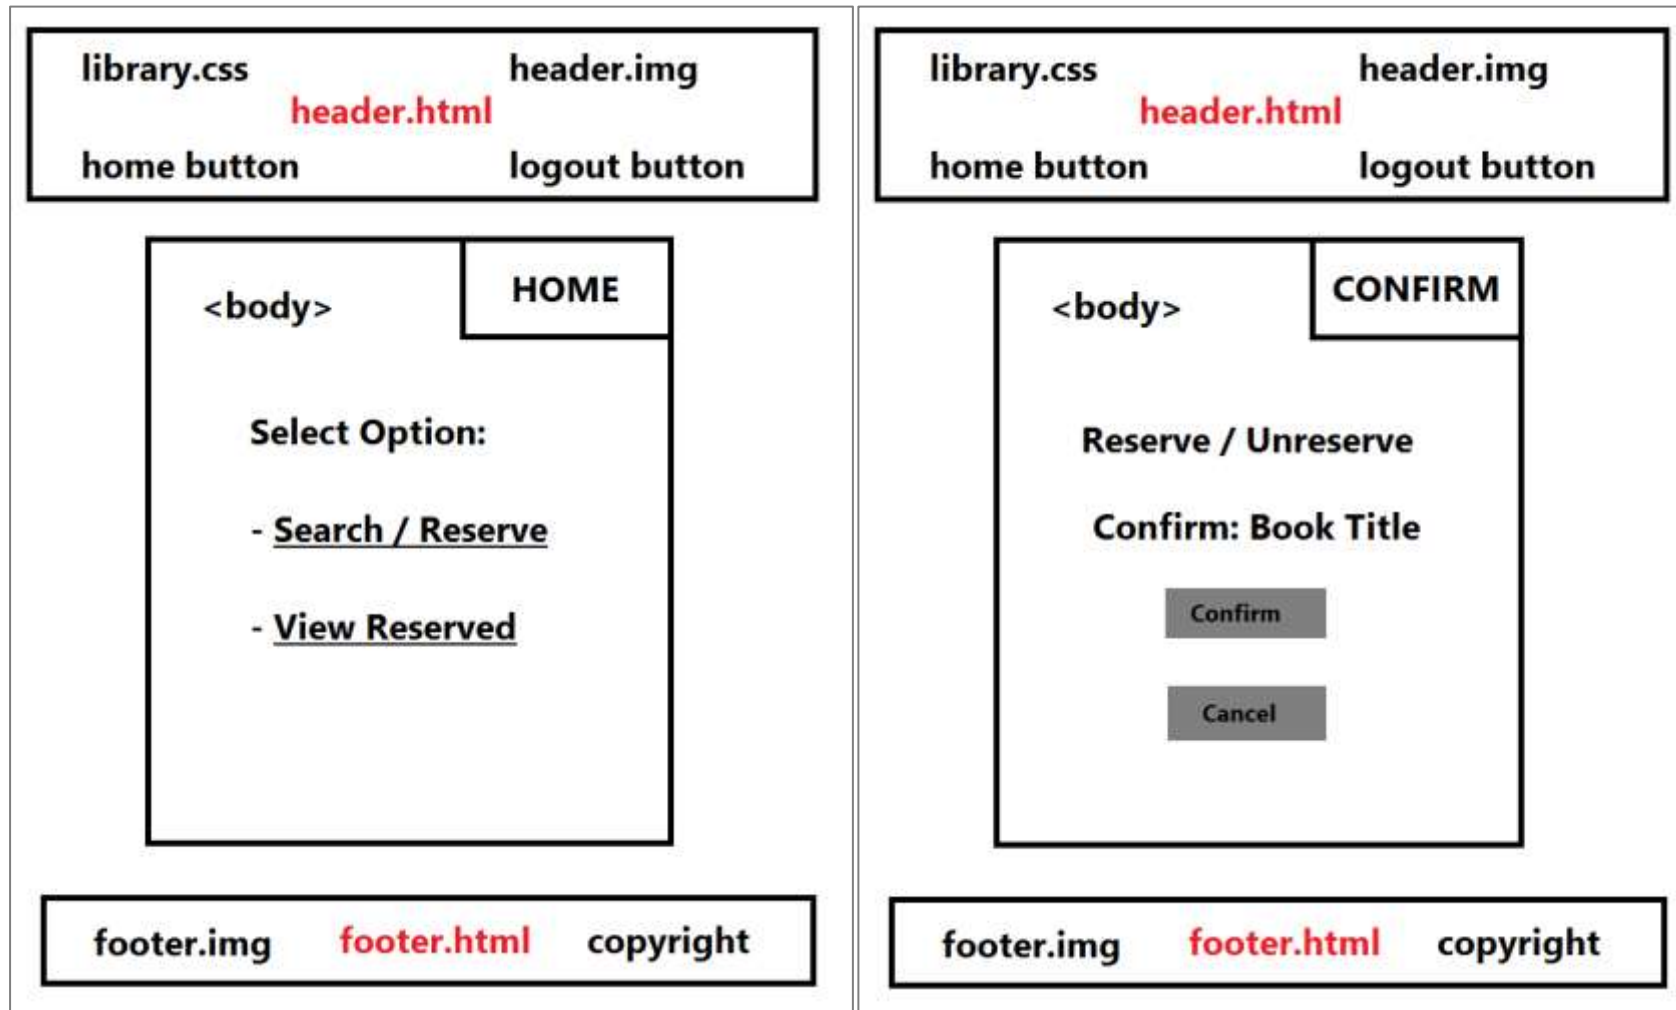 library.css header.img
header.html
home button logout button
<body> HOME
Select Option:
- Search / Reserve
- View Reserved
footer.img footer.html copyright
library.css header.img
header.html
home button logout button
<body> CONFIRM
Reserve / Unreserve
Confirm: Book Title
Confirm
Cancel
footer.img footer.html copyright